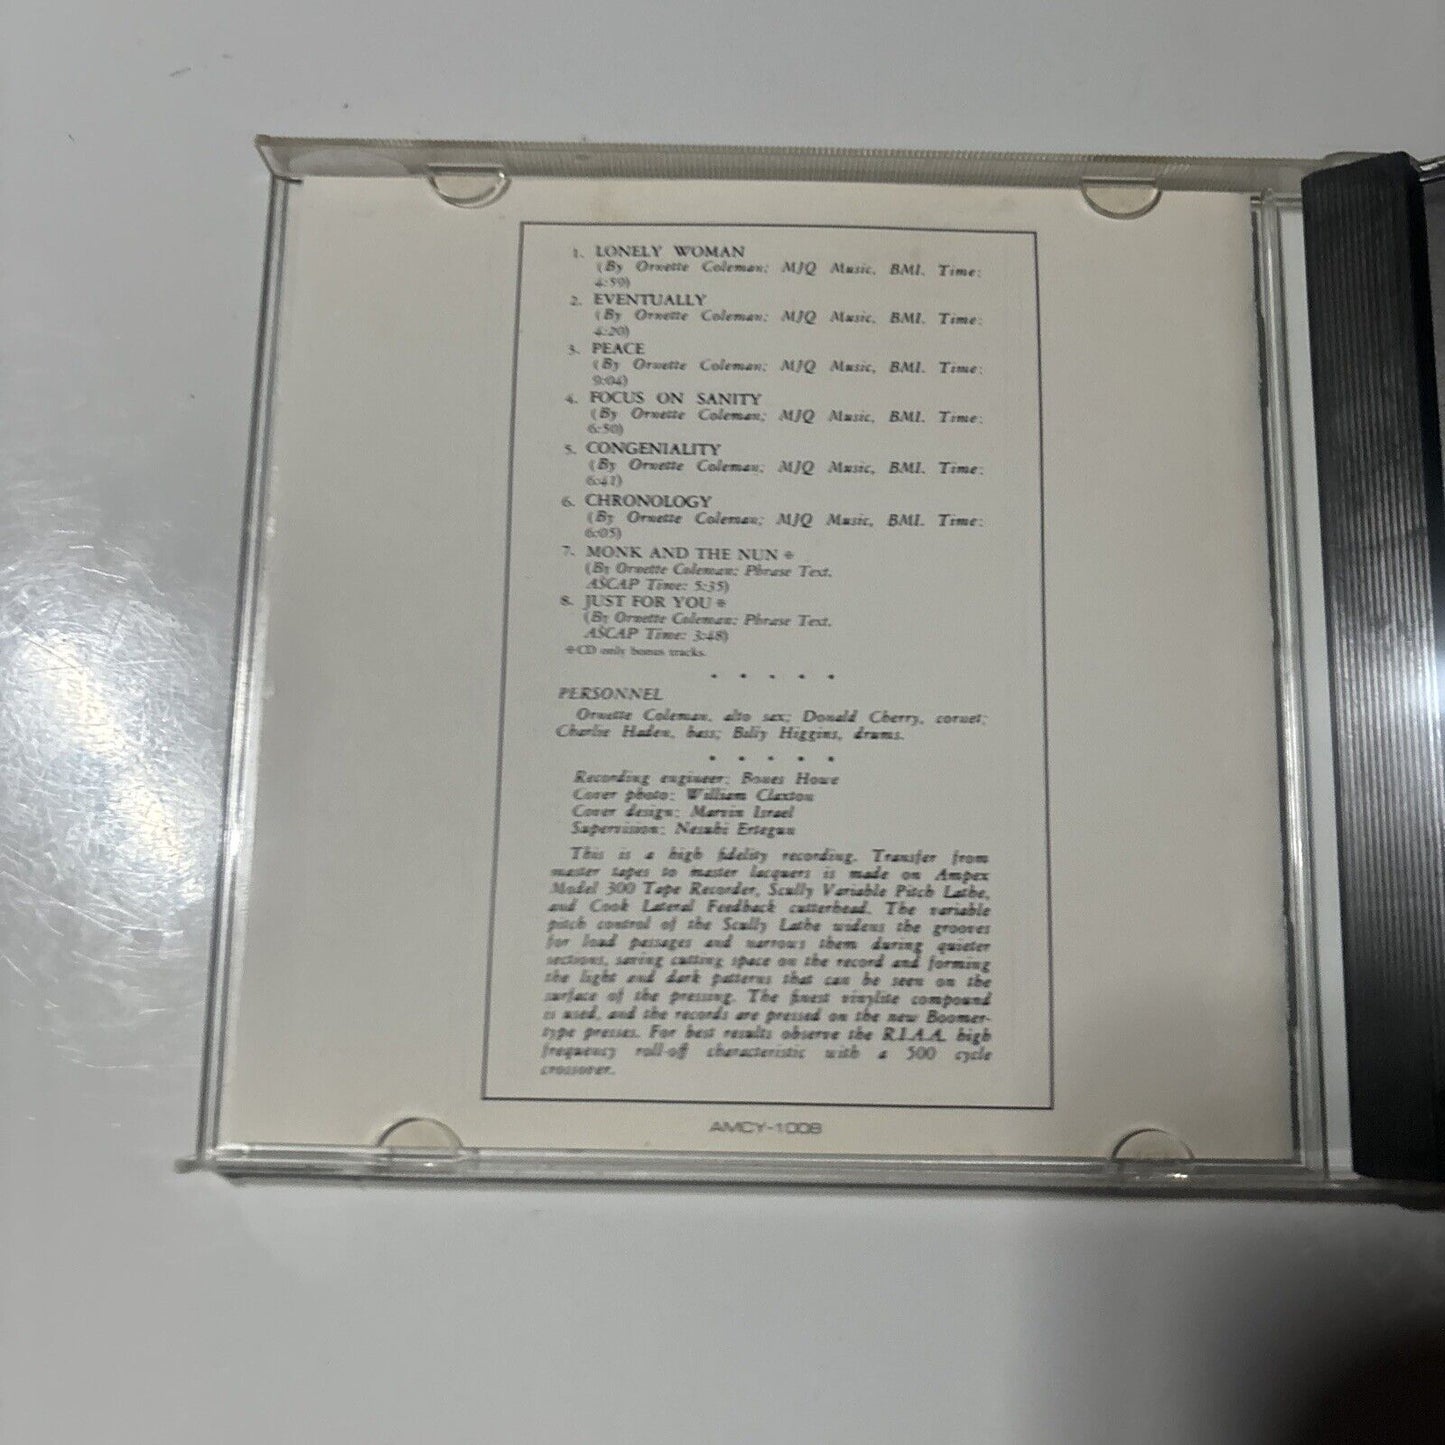 1. LONELY WOMAN
(By Ornette Coleman; MJQ Music, BMI. Time:
4:59)
2. EVENTUALLY
(By Ornette Coleman; MJQ Music, BMI. Time:
4:20)
3. PEACE
(By Ornette Coleman; MJQ Music, BMI. Time:
9:04)
4. FOCUS ON SANITY
(By Ornette Coleman; MJQ Music, BMI. Time:
6:50)
5. CONGENIALITY
(By Ornette Coleman; MJQ Music, BMI. Time:
6:41)
6. CHRONOLOGY
(By Ornette Coleman; MJQ Music, BMI. Time:
6:05)
7. MONK AND THE NUN *
(By Ornette Coleman; Phrase Text,
ASCAP Time: 5:35)
8. JUST FOR YOU *
(By Ornette Coleman; Phrase Text,
ASCAP Time: 3:48)
*CD only bonus tracks.
PERSONNEL
Ornette Coleman, alto sax; Donald Cherry, cornet;
Charlie Haden, bass; Billy Higgins, drums.
Recording engineer: Bones Howe
Cover photo: William Claxton
Cover design: Marvin Israel
Supervision: Nesuhi Ertegun
This is a high fidelity recording. Transfer from
master tapes to master lacquers is made on Ampex
Model 300 Tape Recorder, Scully Variable Pitch Lathe,
and Cook Lateral Feedback cutterhead. The variable
pitch control of the Scully Lathe widens the grooves
for loud passages and narrows them during quieter
sections, saving cutting space on the record and forming
the light and dark patterns that can be seen on the
surface of the pressing. The finest vinylite compound
is used, and the records are pressed on the new Boomer-
type presses. For best results observe the R.I.A.A. high
frequency roll-off characteristic with a 500 cycle
crossover.
AMCY-1008